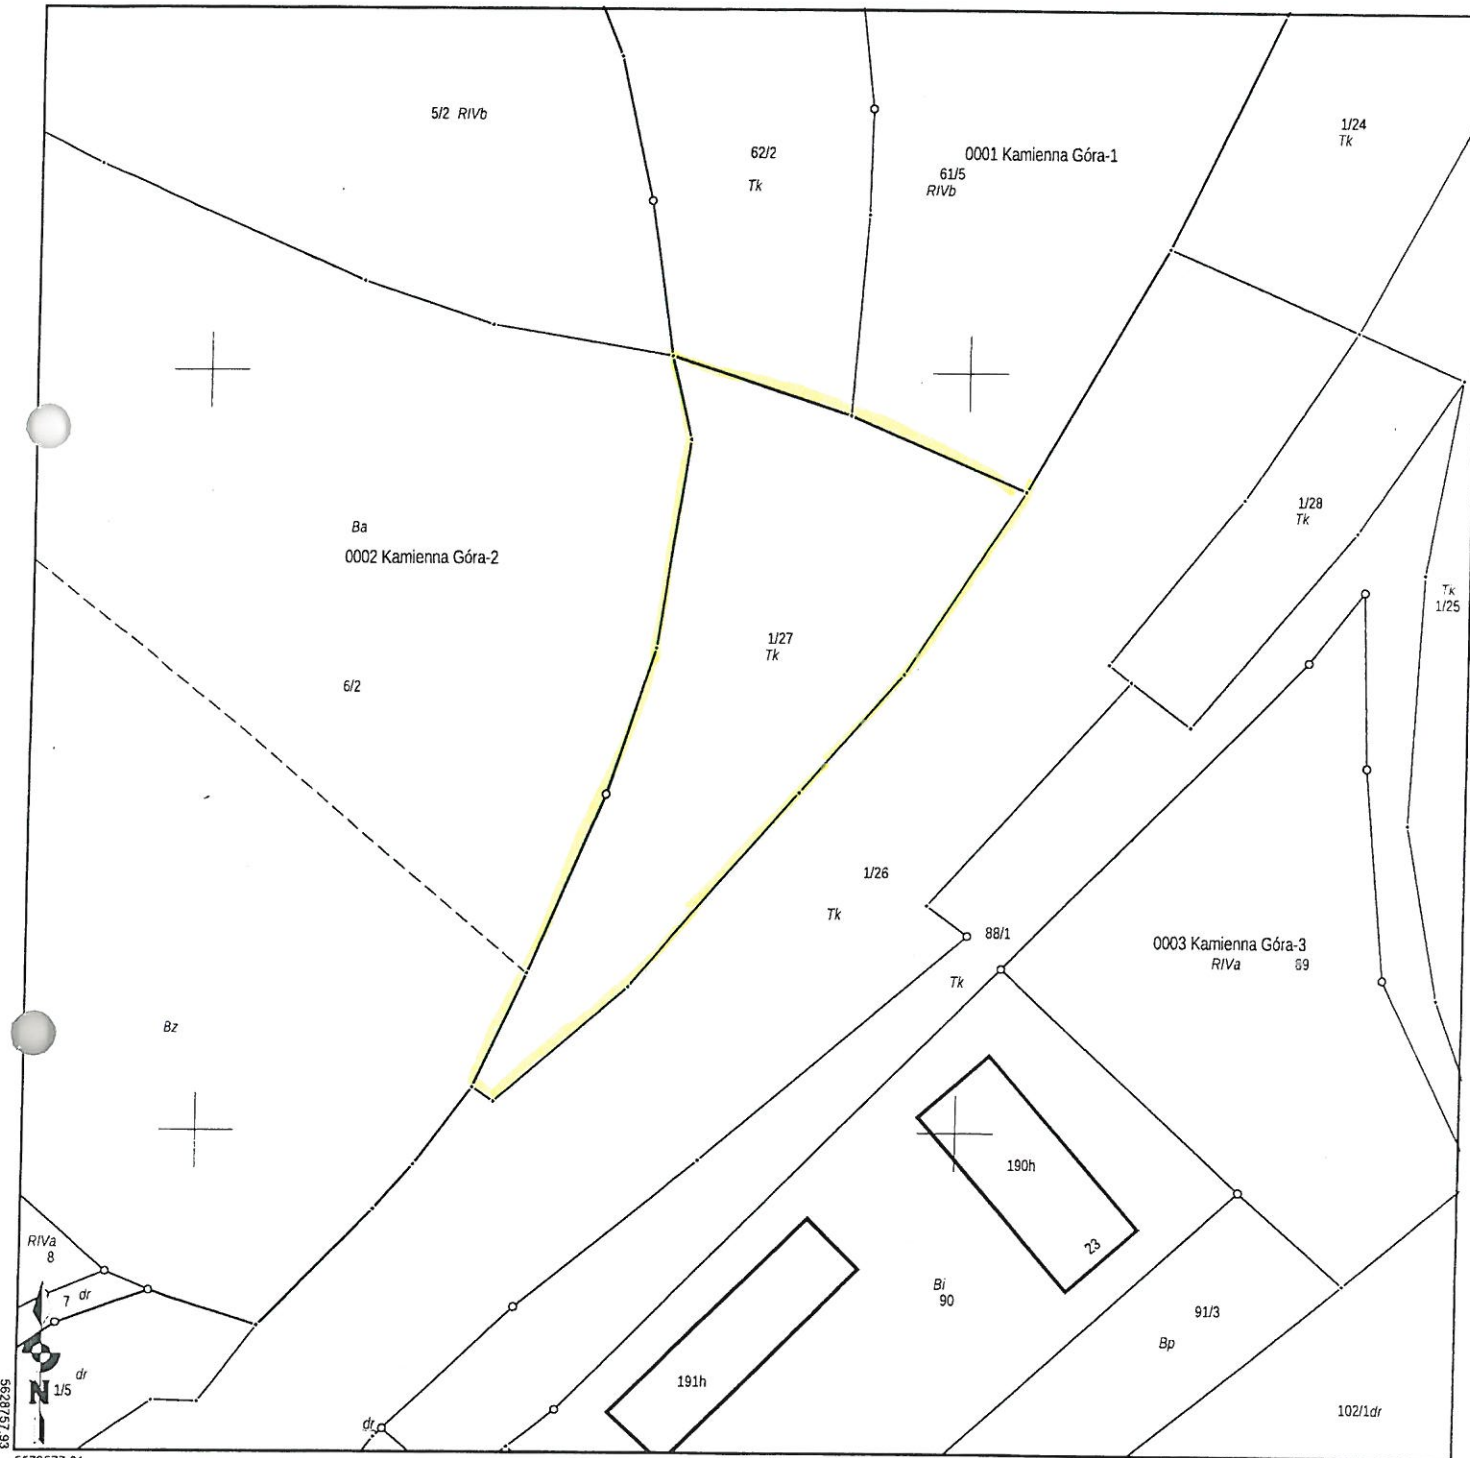 5/2 RIVb
62/2
Tk
0001 Kamienna Góra-1
61/5
RIVb
1/24
Tk
Ba
0002 Kamienna Góra-2
1/28
Tk
Tk
1/25
1/27
Tk
6/2
1/26
Tk
88/1
Tk
0003 Kamienna Góra-3
RIVa 89
Bz
190h
23
RIVa
8
7 dr
Bi
90
91/3
Bp
191h
dr
N 1/5
dr
102/1dr
5628757.93